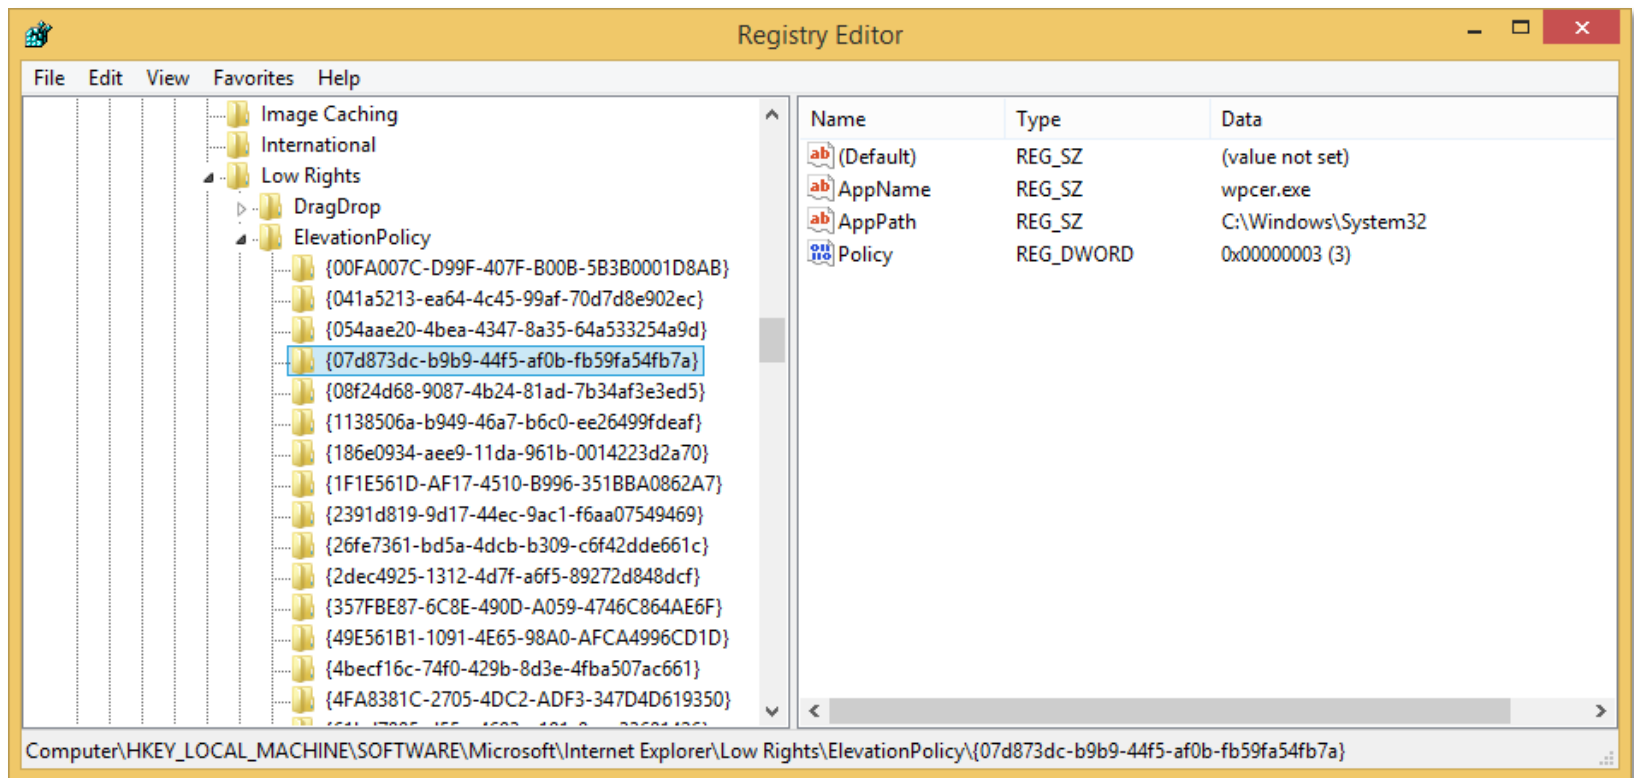 Registry Editor
File Edit View Favorites Help
Image Caching
International
Low Rights
DragDrop
ElevationPolicy
{00FA007C-D99F-407F-B00B-5B3B0001D8AB}
{041a5213-ea64-4c45-99af-70d7d8e902ec}
{054aae20-4bea-4347-8a35-64a533254a9d}
{07d873dc-b9b9-44f5-af0b-fb59fa54fb7a}
{08f24d68-9087-4b24-81ad-7b34af3e3ed5}
{1138506a-b949-46a7-b6c0-ee26499fdeaf}
{186e0934-aee9-11da-961b-0014223d2a70}
{1F1E561D-AF17-4510-B996-351BBA0862A7}
{2391d819-9d17-44ec-9ac1-f6aa07549469}
{26fe7361-bd5a-4dcb-b309-c6f42dde661c}
{2dec4925-1312-4d7f-a6f5-89272d848dcf}
{357FBE87-6C8E-490D-A059-4746C864AE6F}
{49E561B1-1091-4E65-98A0-AFCA4996CD1D}
{4becf16c-74f0-429b-8d3e-4fba507ac661}
{4FA8381C-2705-4DC2-ADF3-347D4D619350}
Name Type Data
(Default) REG_SZ (value not set)
AppName REG_SZ wpcer.exe
AppPath REG_SZ C:\Windows\System32
Policy REG_DWORD 0x00000003 (3)
Computer\HKEY_LOCAL_MACHINE\SOFTWARE\Microsoft\Internet Explorer\Low Rights\ElevationPolicy\{07d873dc-b9b9-44f5-af0b-fb59fa54fb7a}